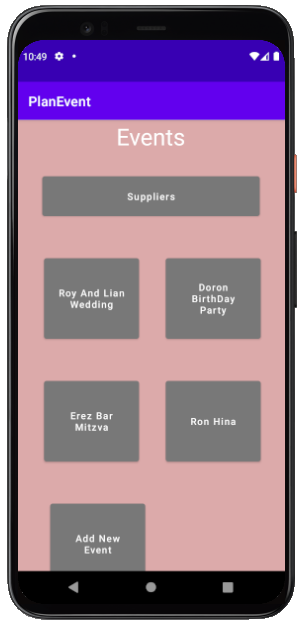 10:49
PlanEvent
Events
Suppliers
Roy And Lian
Wedding
Doron
BirthDay
Party
Erez Bar
Mitzva
Ron Hina
Add New
Event